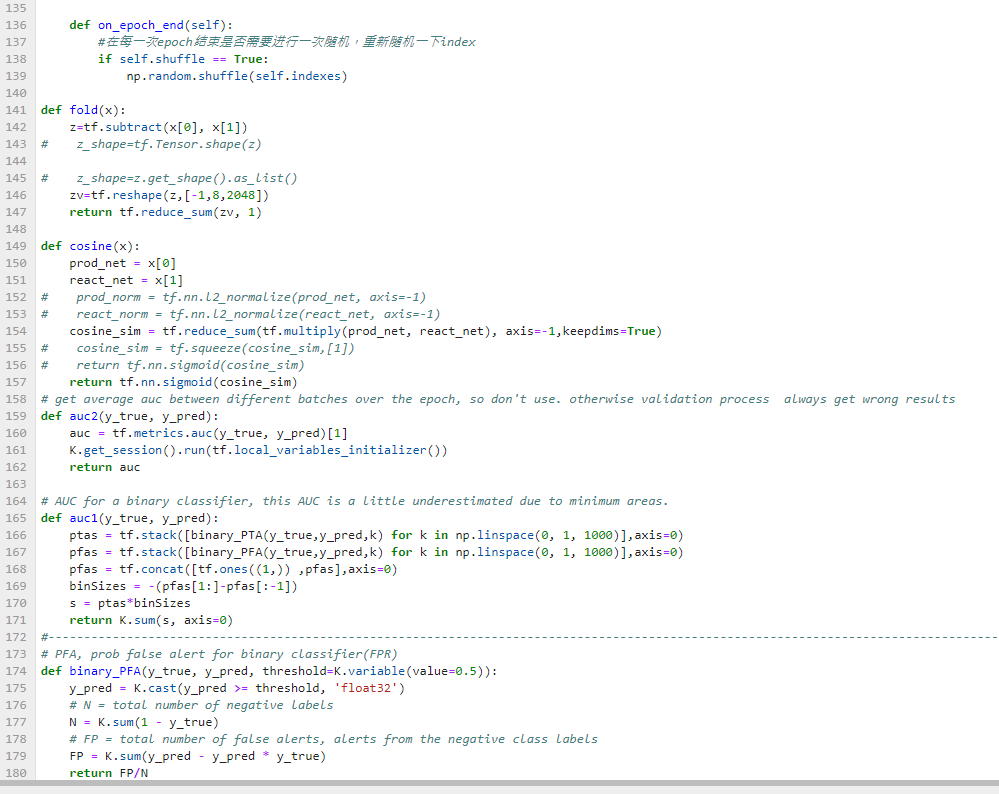 135
136     def on_epoch_end(self):
137         #在每一次epoch结束是否需要进行一次随机，重新随机一下index
138         if self.shuffle == True:
139             np.random.shuffle(self.indexes)
140
141 def fold(x):
142     z=tf.subtract(x[0], x[1])
143 #    z_shape=tf.Tensor.shape(z)
144
145 #    z_shape=z.get_shape().as_list()
146     zv=tf.reshape(z,[-1,8,2048])
147     return tf.reduce_sum(zv, 1)
148
149 def cosine(x):
150     prod_net = x[0]
151     react_net = x[1]
152 #    prod_norm = tf.nn.l2_normalize(prod_net, axis=-1)
153 #    react_norm = tf.nn.l2_normalize(react_net, axis=-1)
154     cosine_sim = tf.reduce_sum(tf.multiply(prod_net, react_net), axis=-1,keepdims=True)
155 #    cosine_sim = tf.squeeze(cosine_sim,[1])
156 #    return tf.nn.sigmoid(cosine_sim)
157     return tf.nn.sigmoid(cosine_sim)
158 # get average auc between different batches over the epoch, so don't use. otherwise validation process  always get wrong results
159 def auc2(y_true, y_pred):
160     auc = tf.metrics.auc(y_true, y_pred)[1]
161     K.get_session().run(tf.local_variables_initializer())
162     return auc
163
164 # AUC for a binary classifier, this AUC is a little underestimated due to minimum areas.
165 def auc1(y_true, y_pred):
166     ptas = tf.stack([binary_PTA(y_true,y_pred,k) for k in np.linspace(0, 1, 1000)],axis=0)
167     pfas = tf.stack([binary_PFA(y_true,y_pred,k) for k in np.linspace(0, 1, 1000)],axis=0)
168     pfas = tf.concat([tf.ones((1,)) ,pfas],axis=0)
169     binSizes = -(pfas[1:]-pfas[:-1])
170     s = ptas*binSizes
171     return K.sum(s, axis=0)
172 #------------------------------------------------------------------------------------------------------------------------------------
173 # PFA, prob false alert for binary classifier(FPR)
174 def binary_PFA(y_true, y_pred, threshold=K.variable(value=0.5)):
175     y_pred = K.cast(y_pred >= threshold, 'float32')
176     # N = total number of negative labels
177     N = K.sum(1 - y_true)
178     # FP = total number of false alerts, alerts from the negative class labels
179     FP = K.sum(y_pred - y_pred * y_true)
180     return FP/N